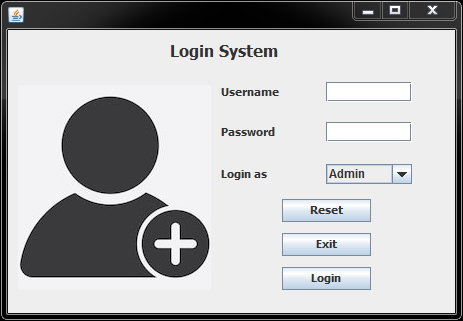 Login System
Username
Password
Login as
Admin
Reset
Exit
Login